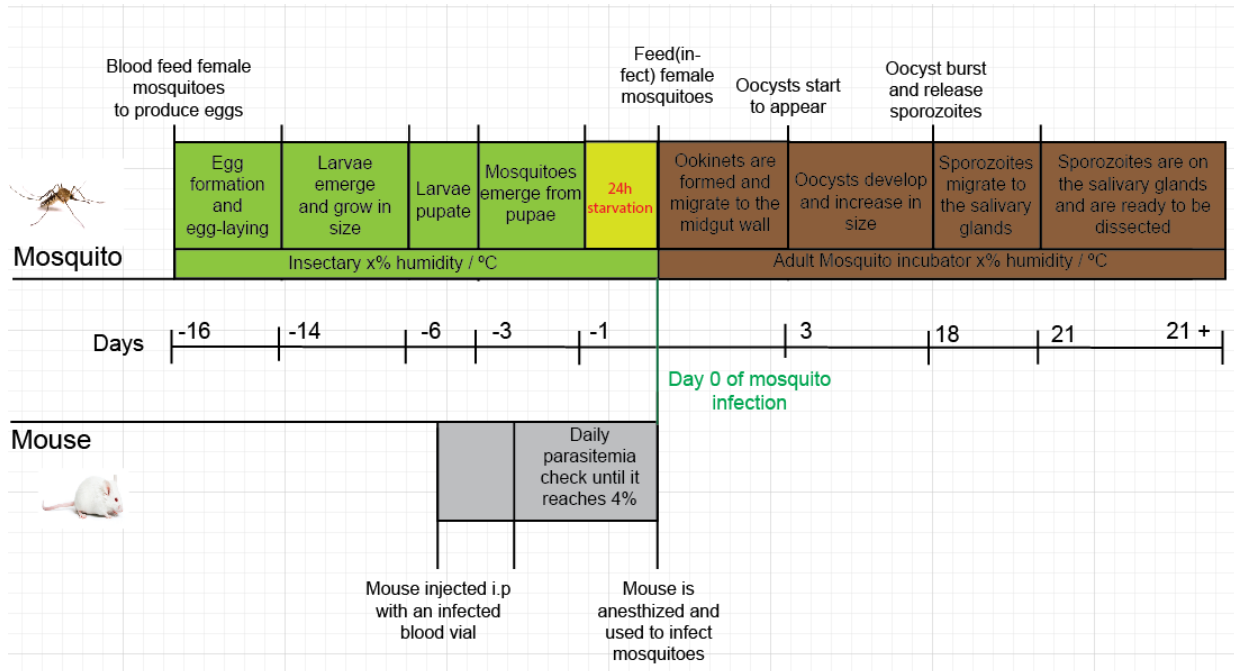 Blood feed female
mosquitoes
to produce eggs
Feed(in-
fect) female
mosquitoes
Oocysts start
to appear
Oocyst burst
and release
sporozoites
Egg
formation
and
egg-laying
Larvae
emerge
and grow in
size
Larvae
pupate
Mosquitoes
emerge from
pupae
24h
starvation
Ookinets are
formed and
migrate to the
midgut wall
Oocysts develop
and increase in
size
Sporozoites
migrate to
the salivary
glands
Sporozoites are on
the salivary glands
and are ready to be
dissected
Mosquito
Insectary x% humidity / ºC
Adult Mosquito incubator x% humidity / ºC
Days
-16
-14
-6
-3
-1
3
18
21
21 +
Day 0 of mosquito
infection
Mouse
Daily
parasitemia
check until it
reaches 4%
Mouse injected i.p
with an infected
blood vial
Mouse is
anesthized and
used to infect
mosquitoes